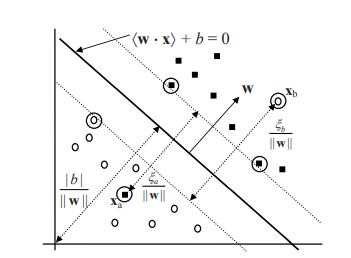 ⟨w · x⟩ + b = 0
w
x_b
ξ_b / ||w||
|b| / ||w||
x_a
ξ_a / ||w||